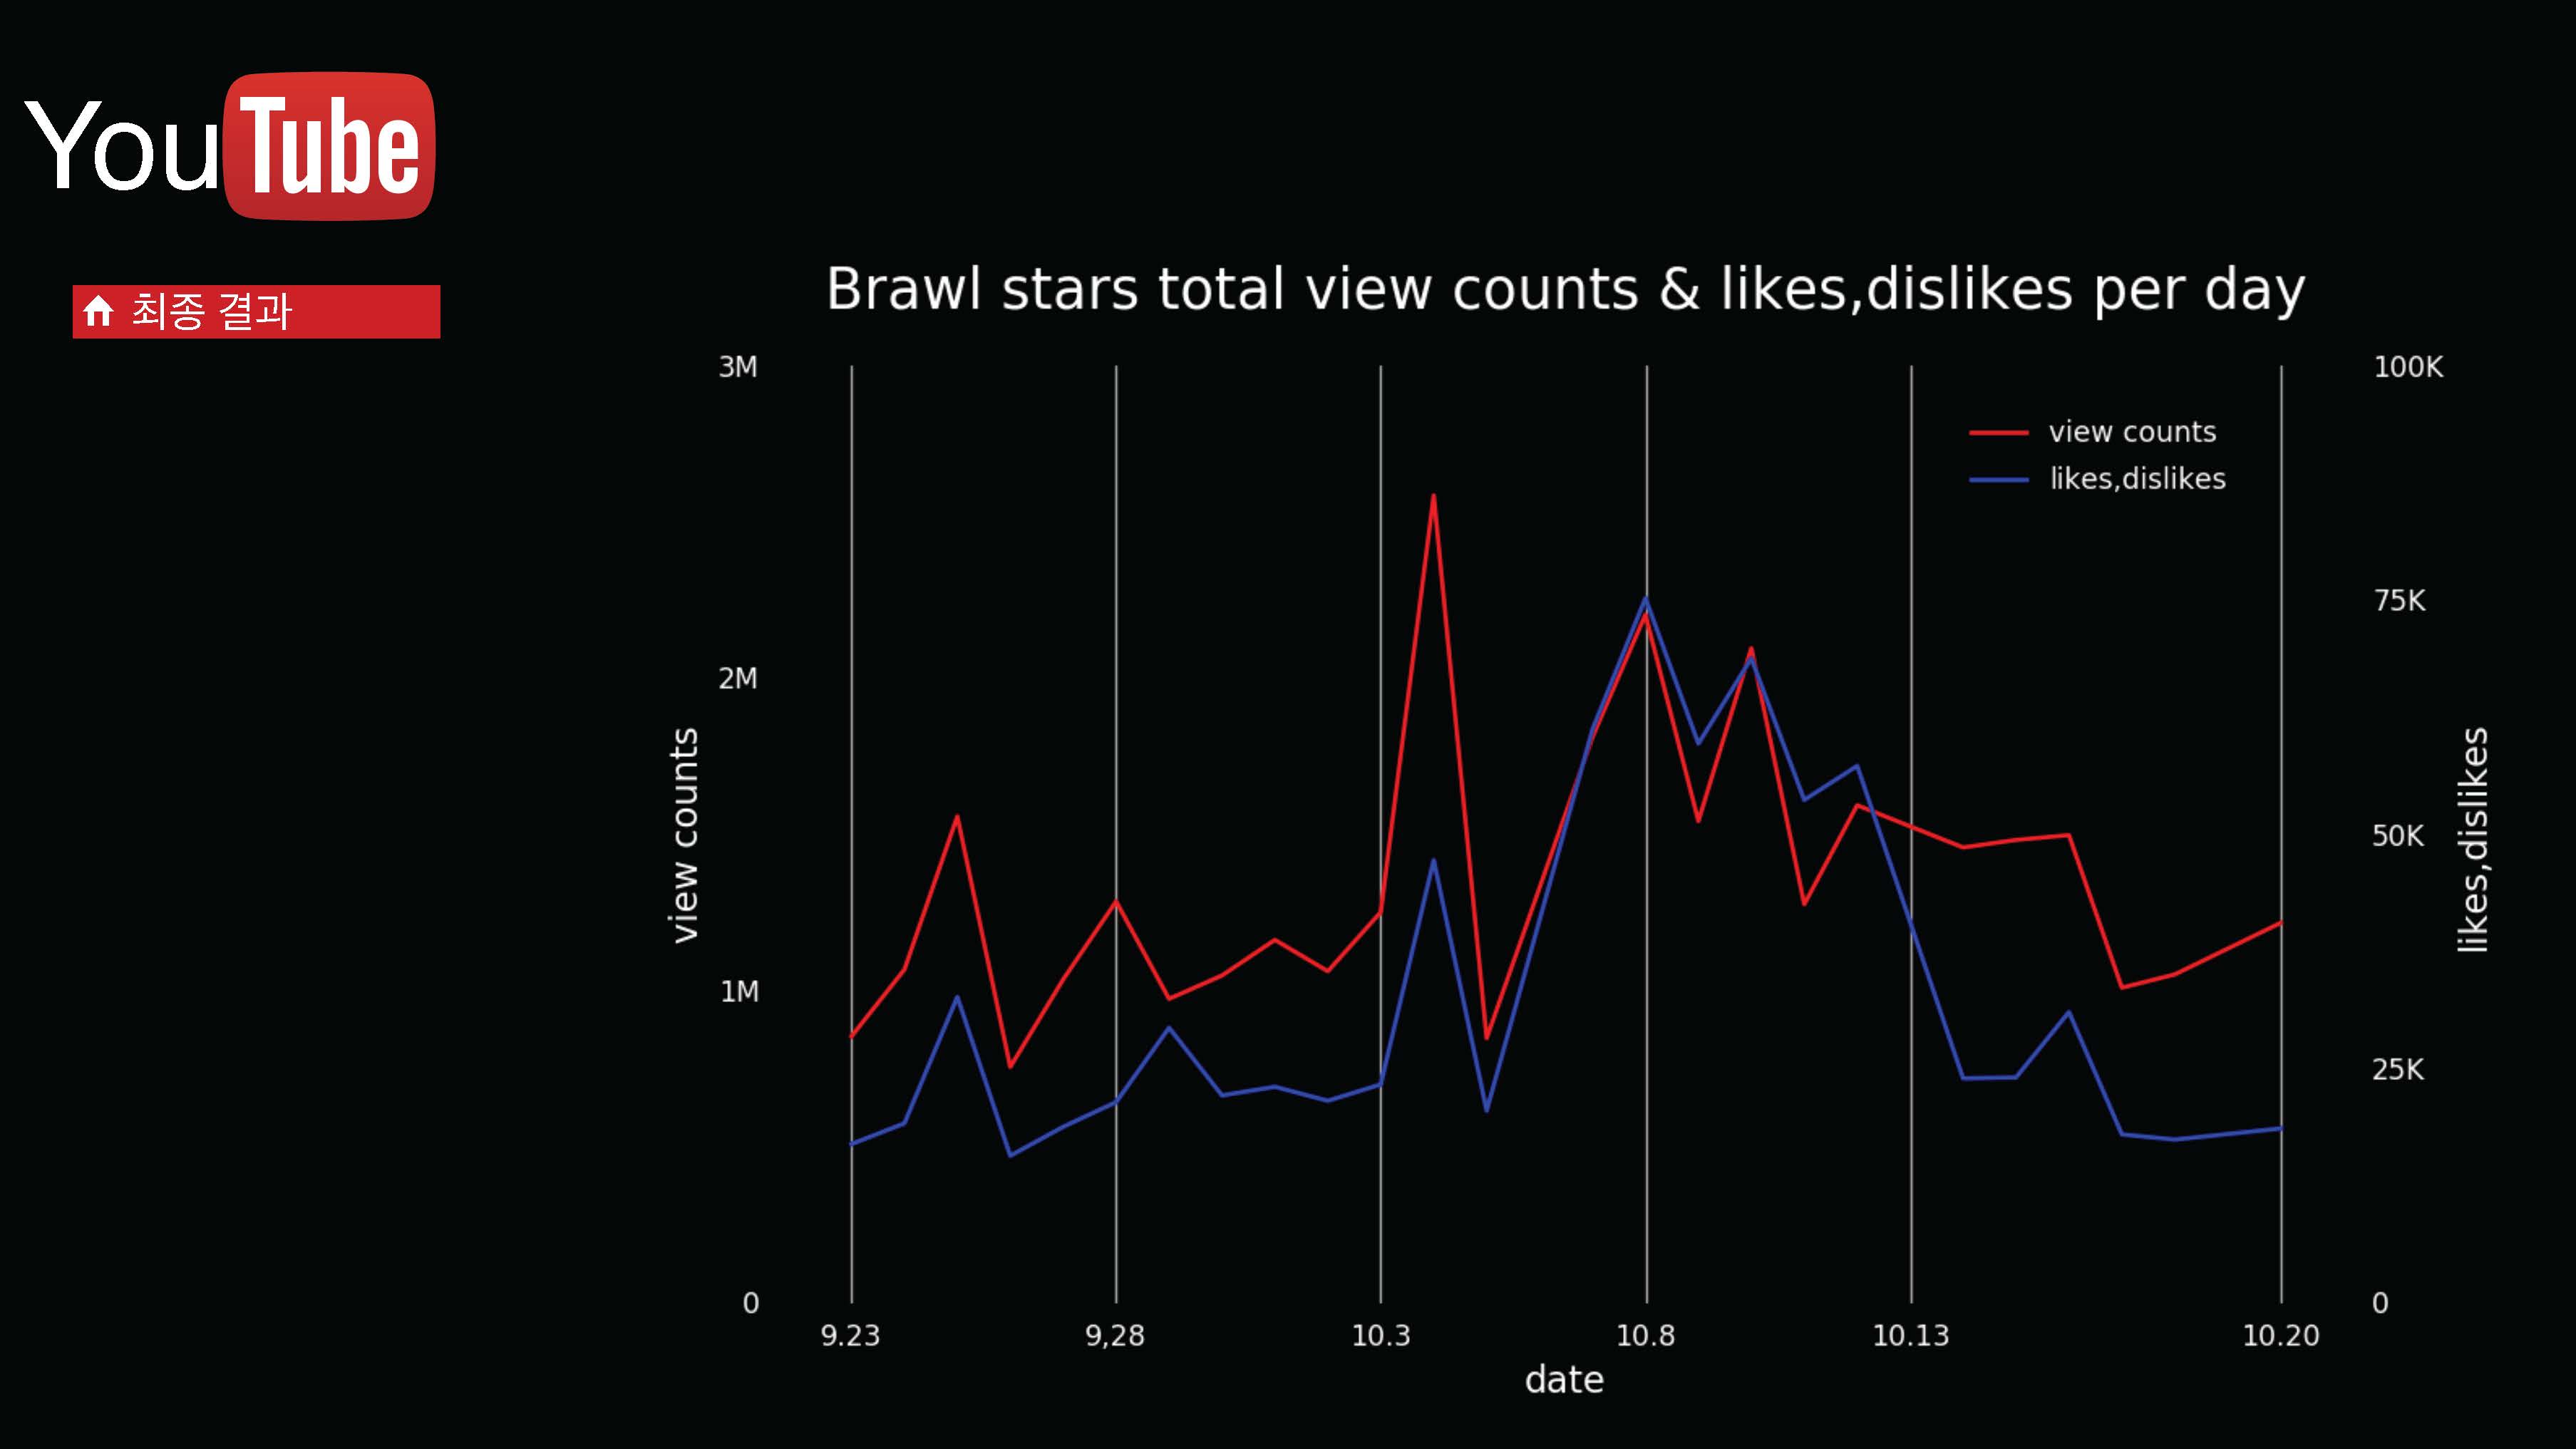 YouTube
최종 결과
Brawl stars total view counts & likes,dislikes per day
3M
2M
1M
0
view counts
100K
75K
50K
25K
0
likes,dislikes
view counts
likes,dislikes
9.23
9,28
10.3
10.8
10.13
10.20
date